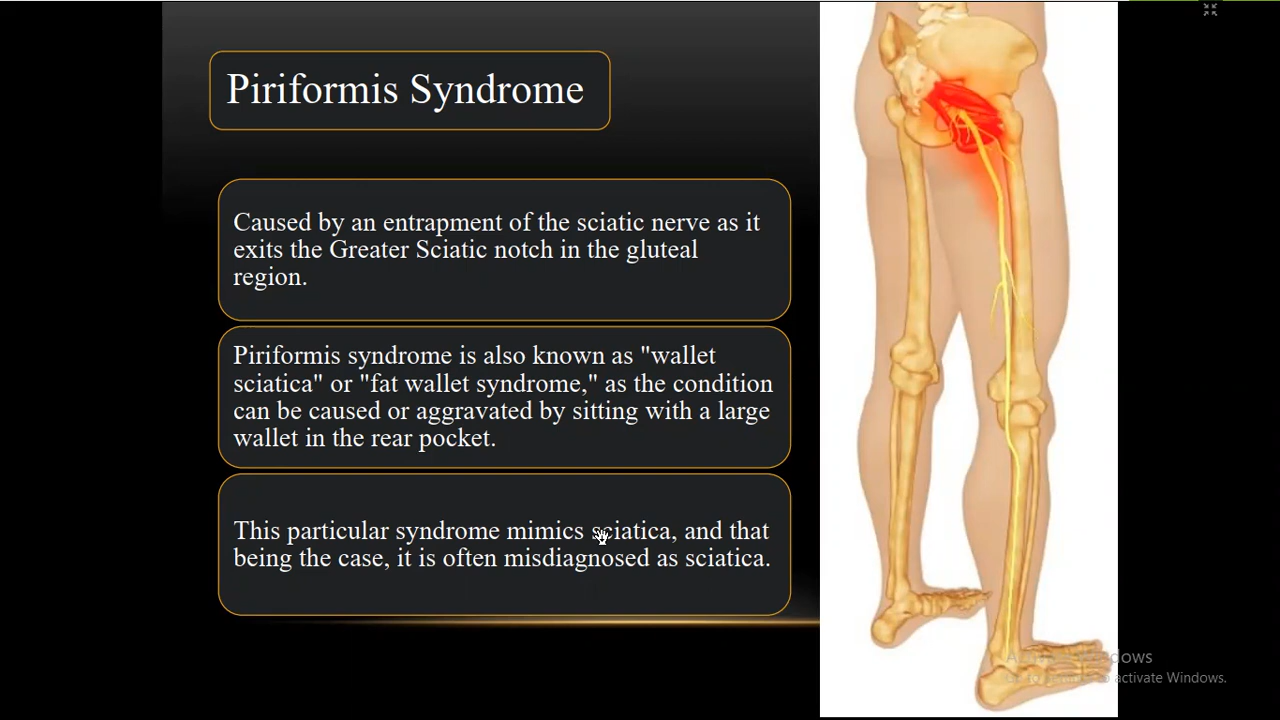 Piriformis Syndrome
Caused by an entrapment of the sciatic nerve as it
exits the Greater Sciatic notch in the gluteal
region.
Piriformis syndrome is also known as "wallet
sciatica" or "fat wallet syndrome," as the condition
can be caused or aggravated by sitting with a large
wallet in the rear pocket.
This particular syndrome mimics sciatica, and that
being the case, it is often misdiagnosed as sciatica.
Windows
to activate Windows.